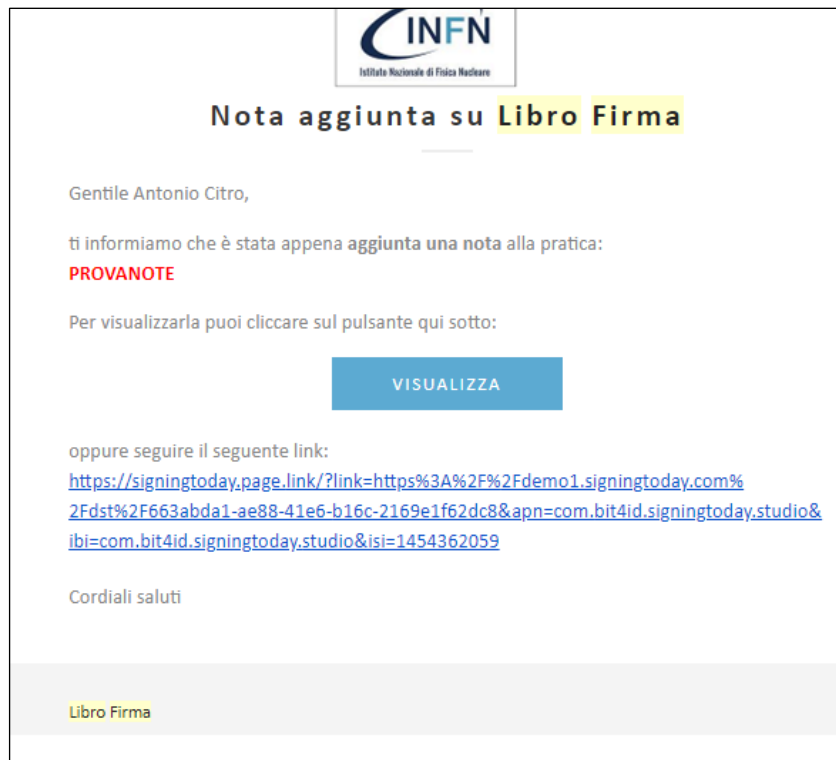 INFN
Istituto Nazionale di Fisica Nucleare
Nota aggiunta su Libro Firma
Gentile Antonio Citro,
ti informiamo che è stata appena aggiunta una nota alla pratica:
PROVANOTE
Per visualizzarla puoi cliccare sul pulsante qui sotto:
VISUALIZZA
oppure seguire il seguente link:
https://signingtoday.page.link/?link=https%3A%2F%2Fdemo1.signingtoday.com%
2Fdst%2F663abda1-ae88-41e6-b16c-2169e1f62dc8&apn=com.bit4id.signingtoday.studio&
ibi=com.bit4id.signingtoday.studio&isi=1454362059
Cordiali saluti
Libro Firma